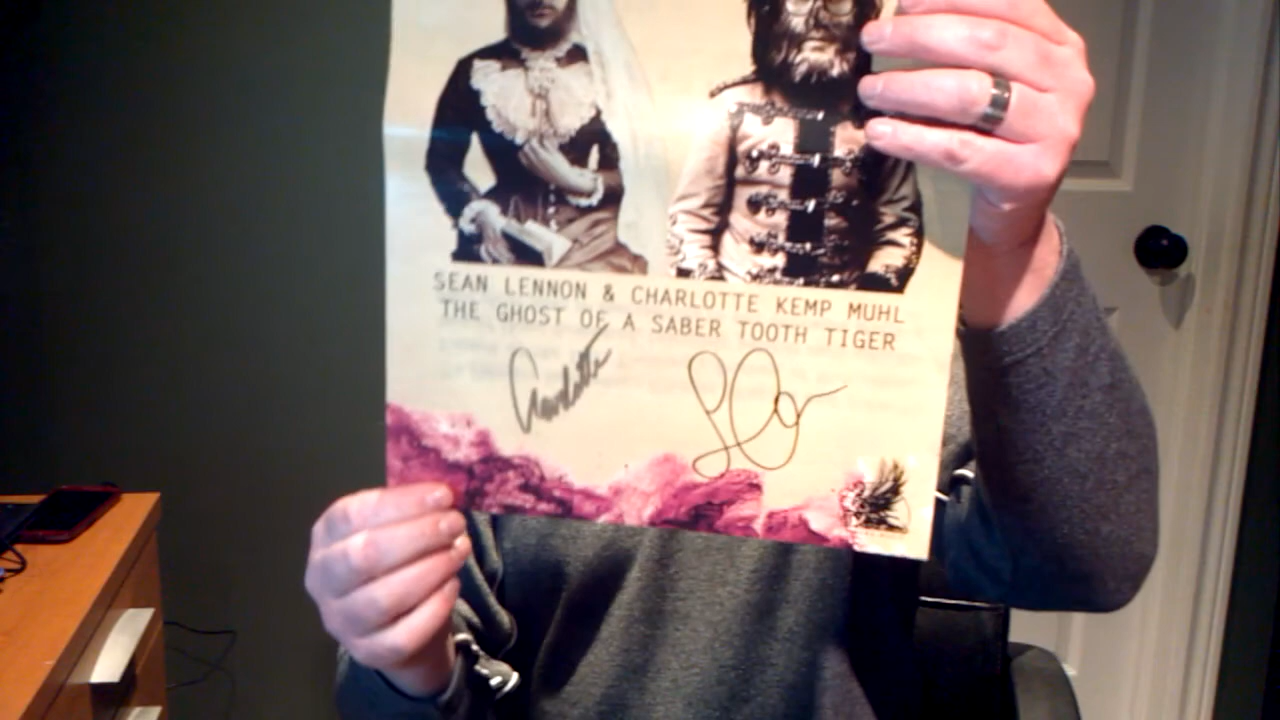 SEAN LENNON & CHARLOTTE KEMP MUHL
THE GHOST OF A SABER TOOTH TIGER
Charlotte